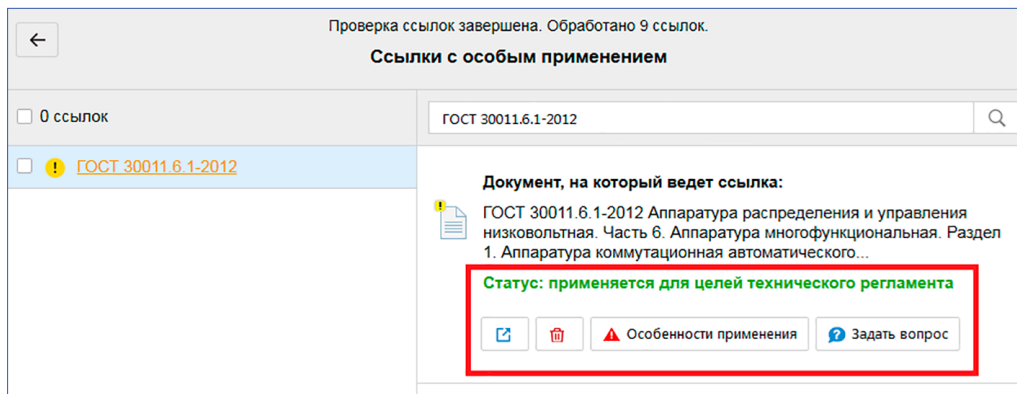 Проверка ссылок завершена. Обработано 9 ссылок.
Ссылки с особым применением
0 ссылок
ГОСТ 30011.6.1-2012
ГОСТ 30011.6.1-2012
Документ, на который ведет ссылка:
ГОСТ 30011.6.1-2012 Аппаратура распределения и управления
низковольтная. Часть 6. Аппаратура многофункциональная. Раздел
1. Аппаратура коммутационная автоматического...
Статус: применяется для целей технического регламента
Особенности применения
Задать вопрос